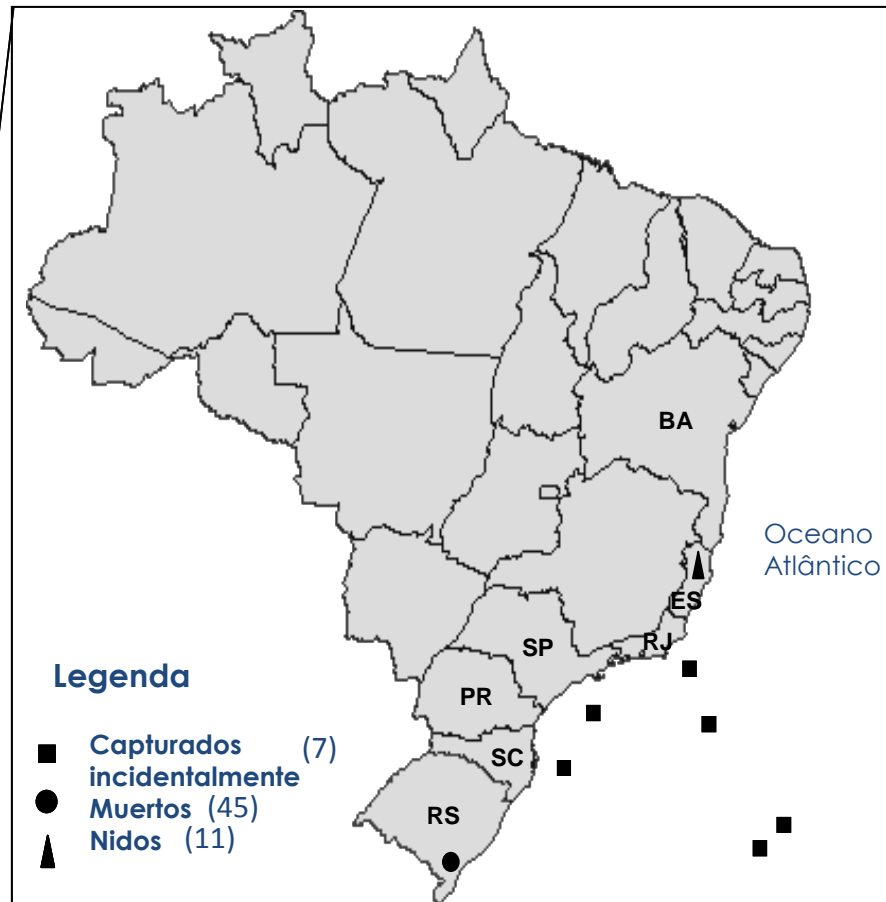 BA
Oceano
Atlântico
ES
RJ
SP
PR
SC
RS
Legenda
Capturados (7)
incidentalmente
Muertos (45)
Nidos (11)